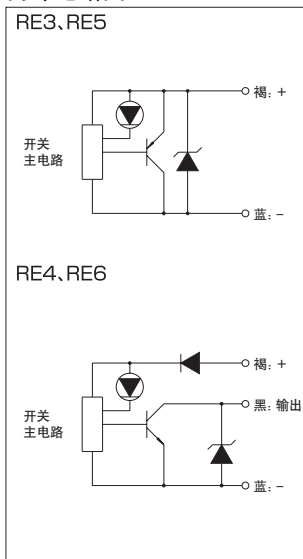 RE3、RE5
褐：+
开关
主电路
蓝：-
RE4、RE6
褐：+
黑：输出
开关
主电路
蓝：-